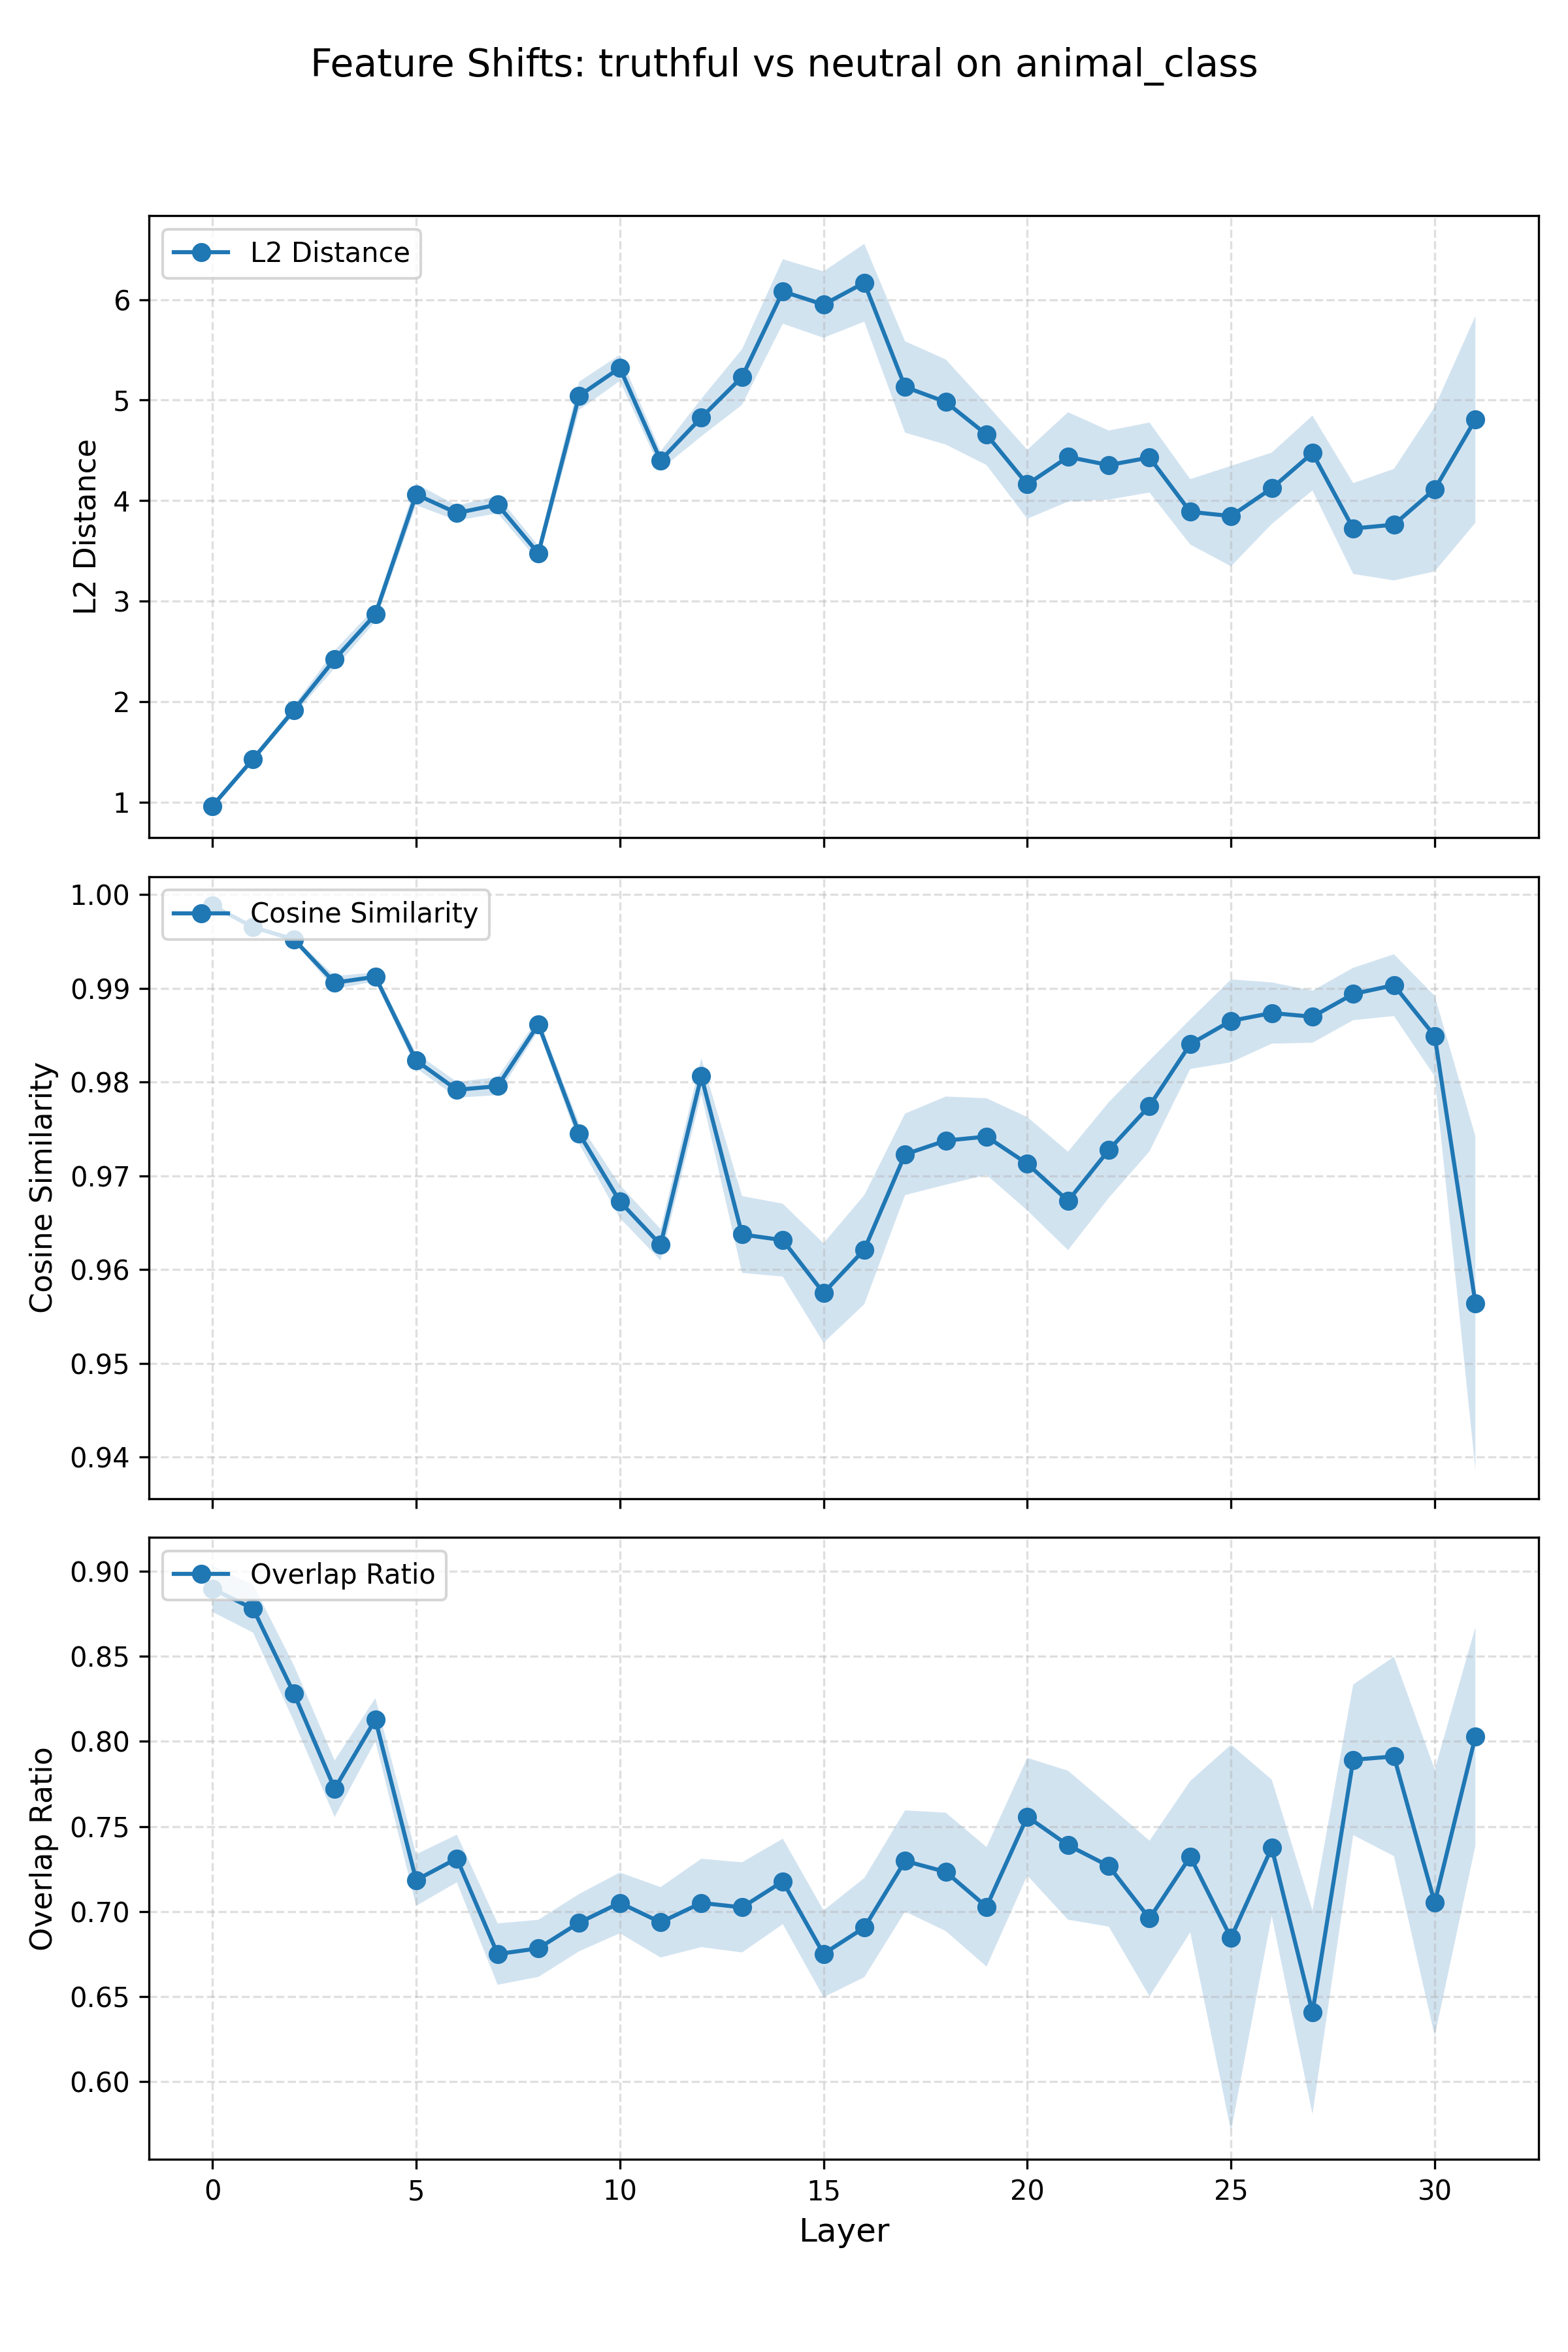 Feature Shifts: truthful vs neutral on animal_class
L2 Distance
L2 Distance
6
5
4
3
2
1
Cosine Similarity
Cosine Similarity
1.00
0.99
0.98
0.97
0.96
0.95
0.94
Overlap Ratio
Overlap Ratio
0.90
0.85
0.80
0.75
0.70
0.65
0.60
0 5 10 15 20 25 30
Layer